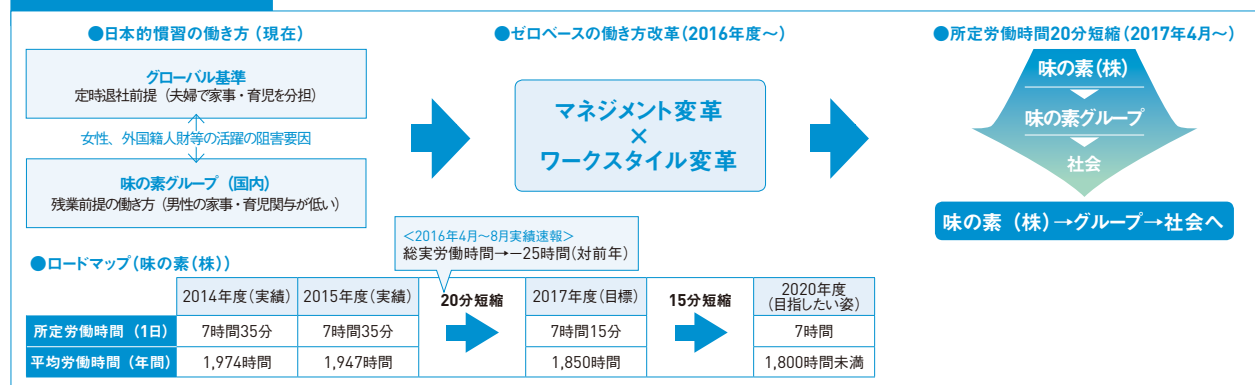 ●日本的慣習の働き方（現在）
グローバル基準
定時退社前提（夫婦で家事・育児を分担）
女性、外国籍人財等の活躍の阻害要因
味の素グループ（国内）
残業前提の働き方（男性の家事・育児関与が低い）
●ゼロベースの働き方改革（2016年度～）
マネジメント変革
×
ワークスタイル変革
●所定労働時間20分短縮（2017年4月～）
味の素（株）
味の素グループ
社会
味の素（株）→グループ→社会へ
＜2016年4月～8月実績速報＞
総実労働時間→－25時間（対前年）
●ロードマップ（味の素（株））
2014年度（実績） 2015年度（実績） 20分短縮 2017年度（目標） 15分短縮 2020年度
（目指したい姿）
所定労働時間（1日） 7時間35分 7時間35分 7時間15分 7時間
平均労働時間（年間） 1,974時間 1,947時間 1,850時間 1,800時間未満